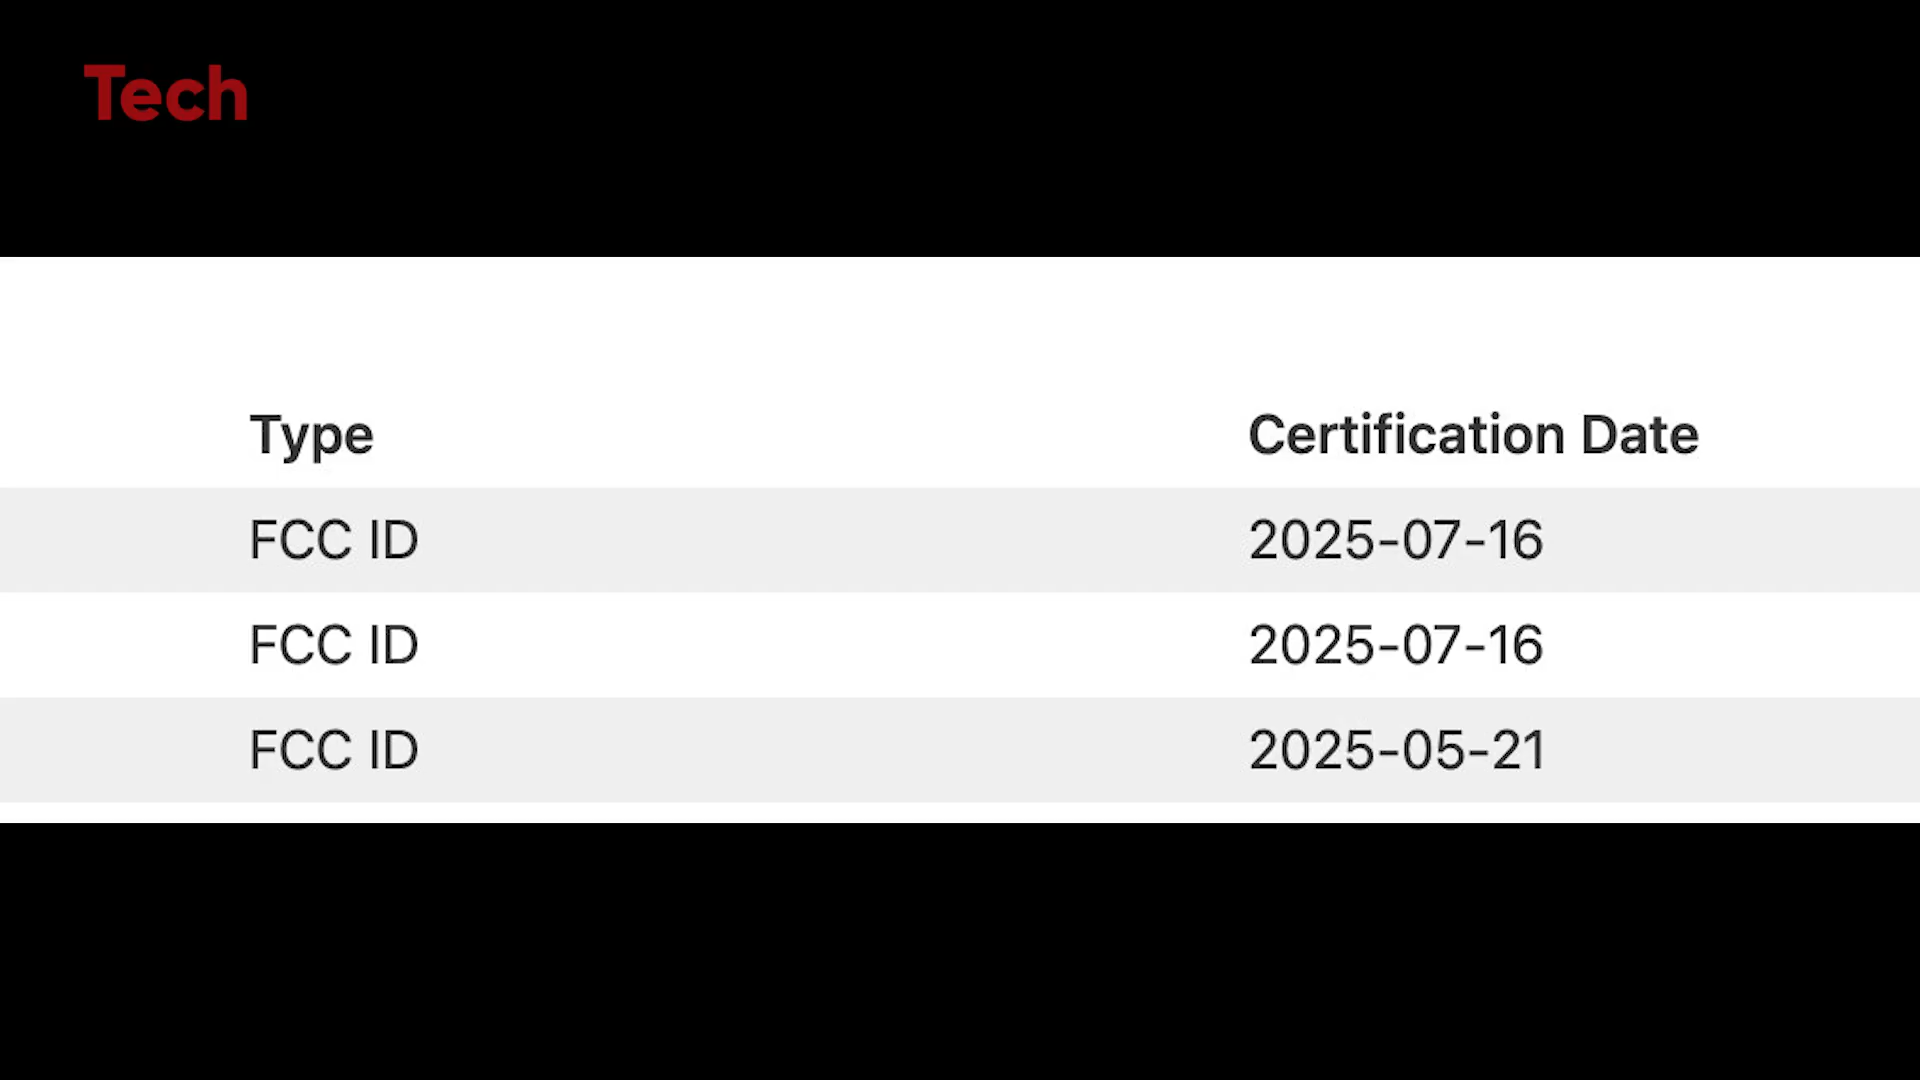 Tech
Type Certification Date
FCC ID 2025-07-16
FCC ID 2025-07-16
FCC ID 2025-05-21